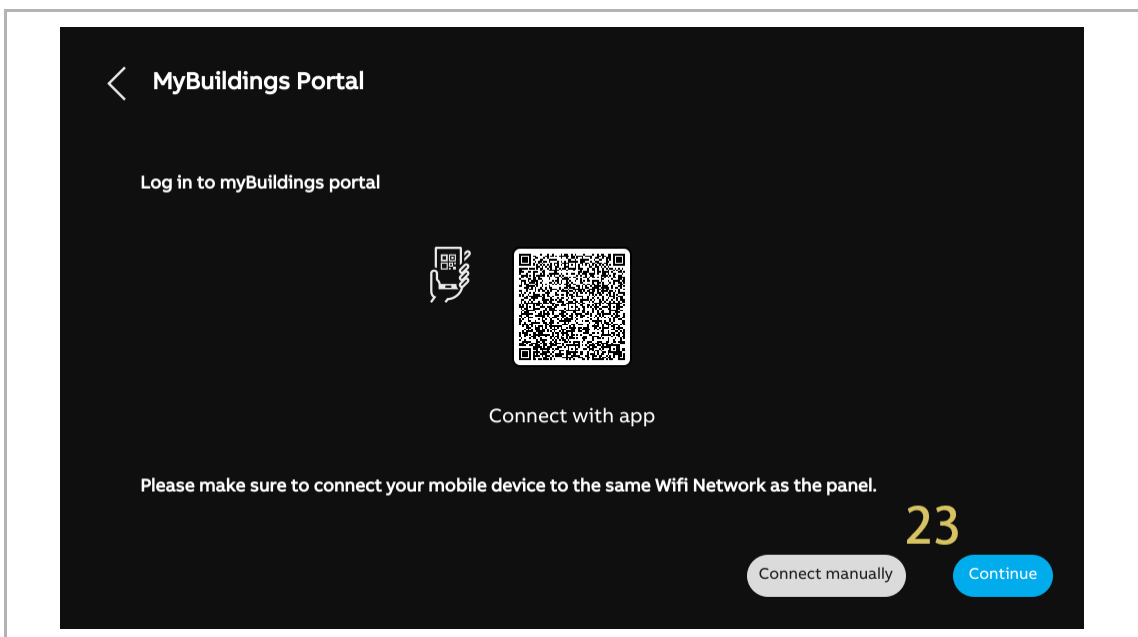 MyBuildings Portal
Log in to myBuildings portal
Connect with app
Please make sure to connect your mobile device to the same Wifi Network as the panel.
23
Connect manually
Continue